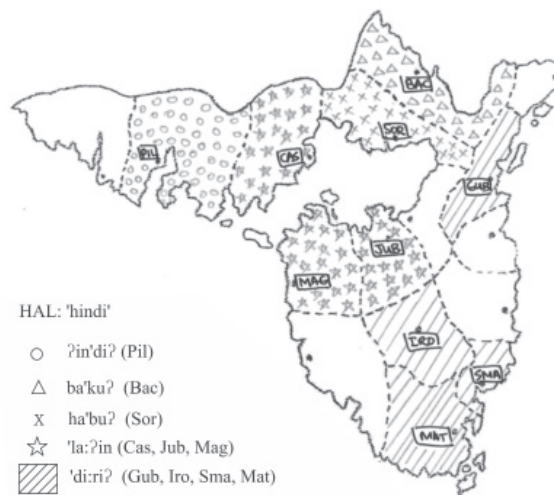 BAC
SOR
PIL
CAS
GUB
JUB
MAG
IRO
SMA
MAT
HAL: 'hindi'
ʔin'diʔ (Pil)
ba'kuʔ (Bac)
ha'buʔ (Sor)
'la:ʔin (Cas, Jub, Mag)
'di:riʔ (Gub, Iro, Sma, Mat)